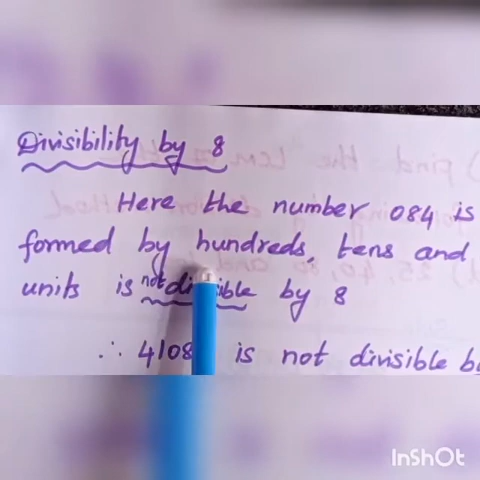 Divisibility by 8
Here the number 084 is
formed by hundreds, tens and
units is not by 8
∴ is not divisible
InShOt